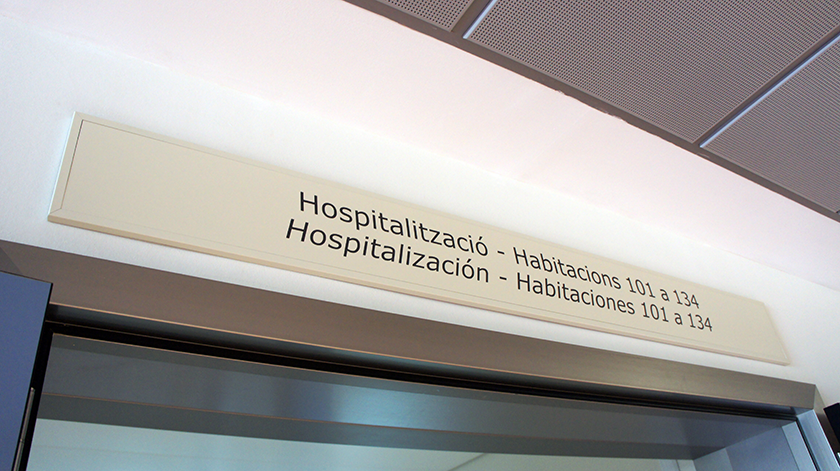 Hospitalització - Habitacions 101 a 134
Hospitalización - Habitaciones 101 a 134